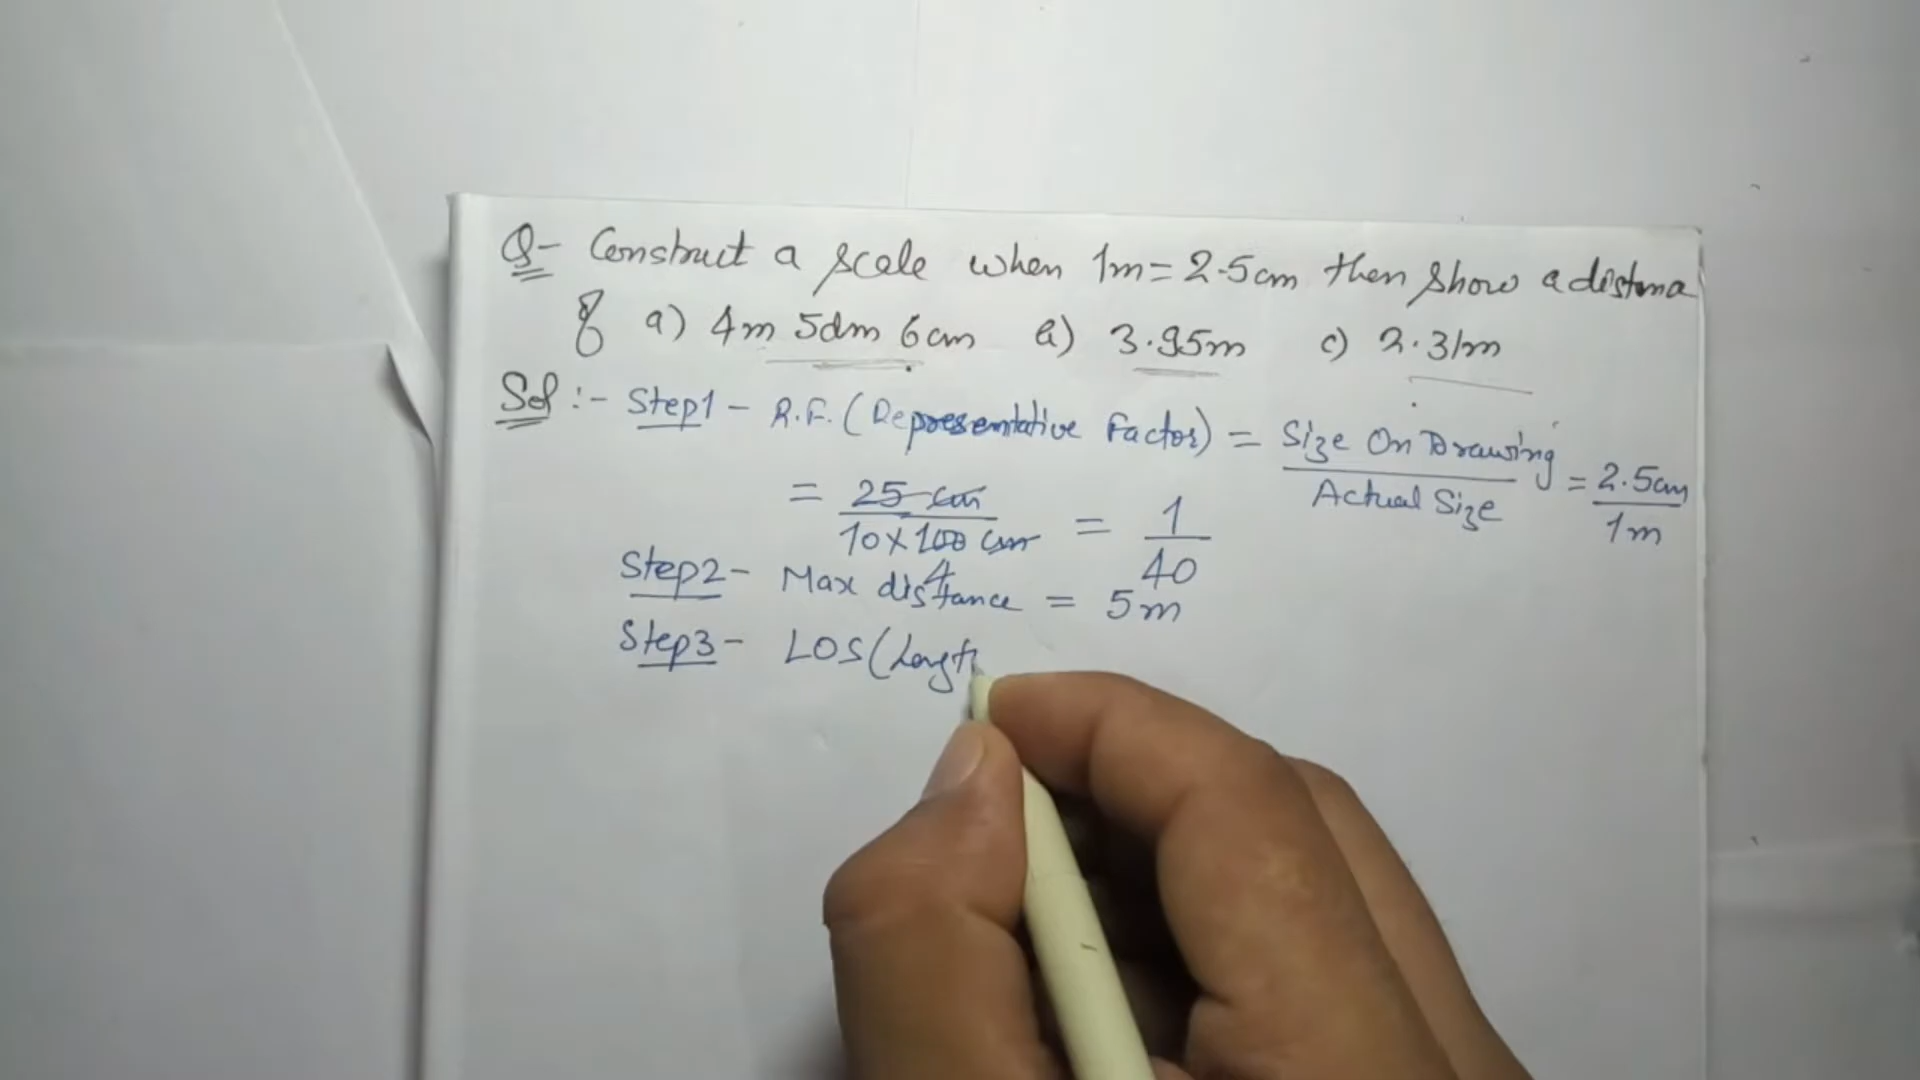 Q- Construct a scale when 1m = 2.5cm then show a distance
of a) 4m 5dm 6cm b) 3.95m c) 2.31m
Sol :- Step1 - R.F. (Representative Factor) = Size On Drawing / Actual Size = 2.5cm / 1m
= 25 cm / 10x100 cm = 1 / 40
4
Step2- Max distance = 5m
Step3- LOS (Length